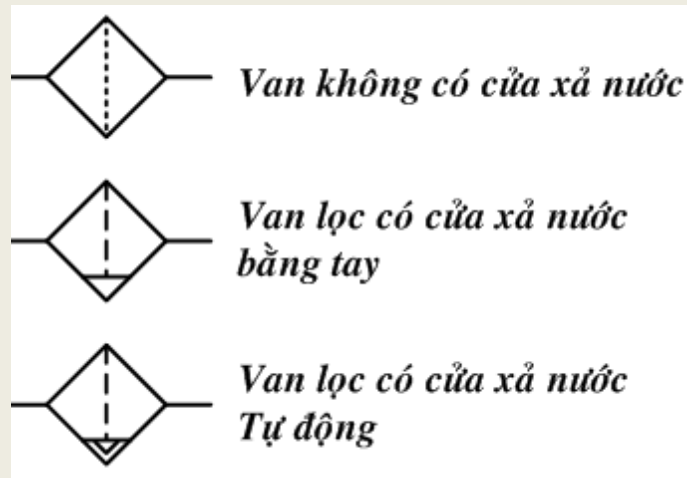 Van không có cửa xả nước
Van lọc có cửa xả nước
bằng tay
Van lọc có cửa xả nước
Tự động